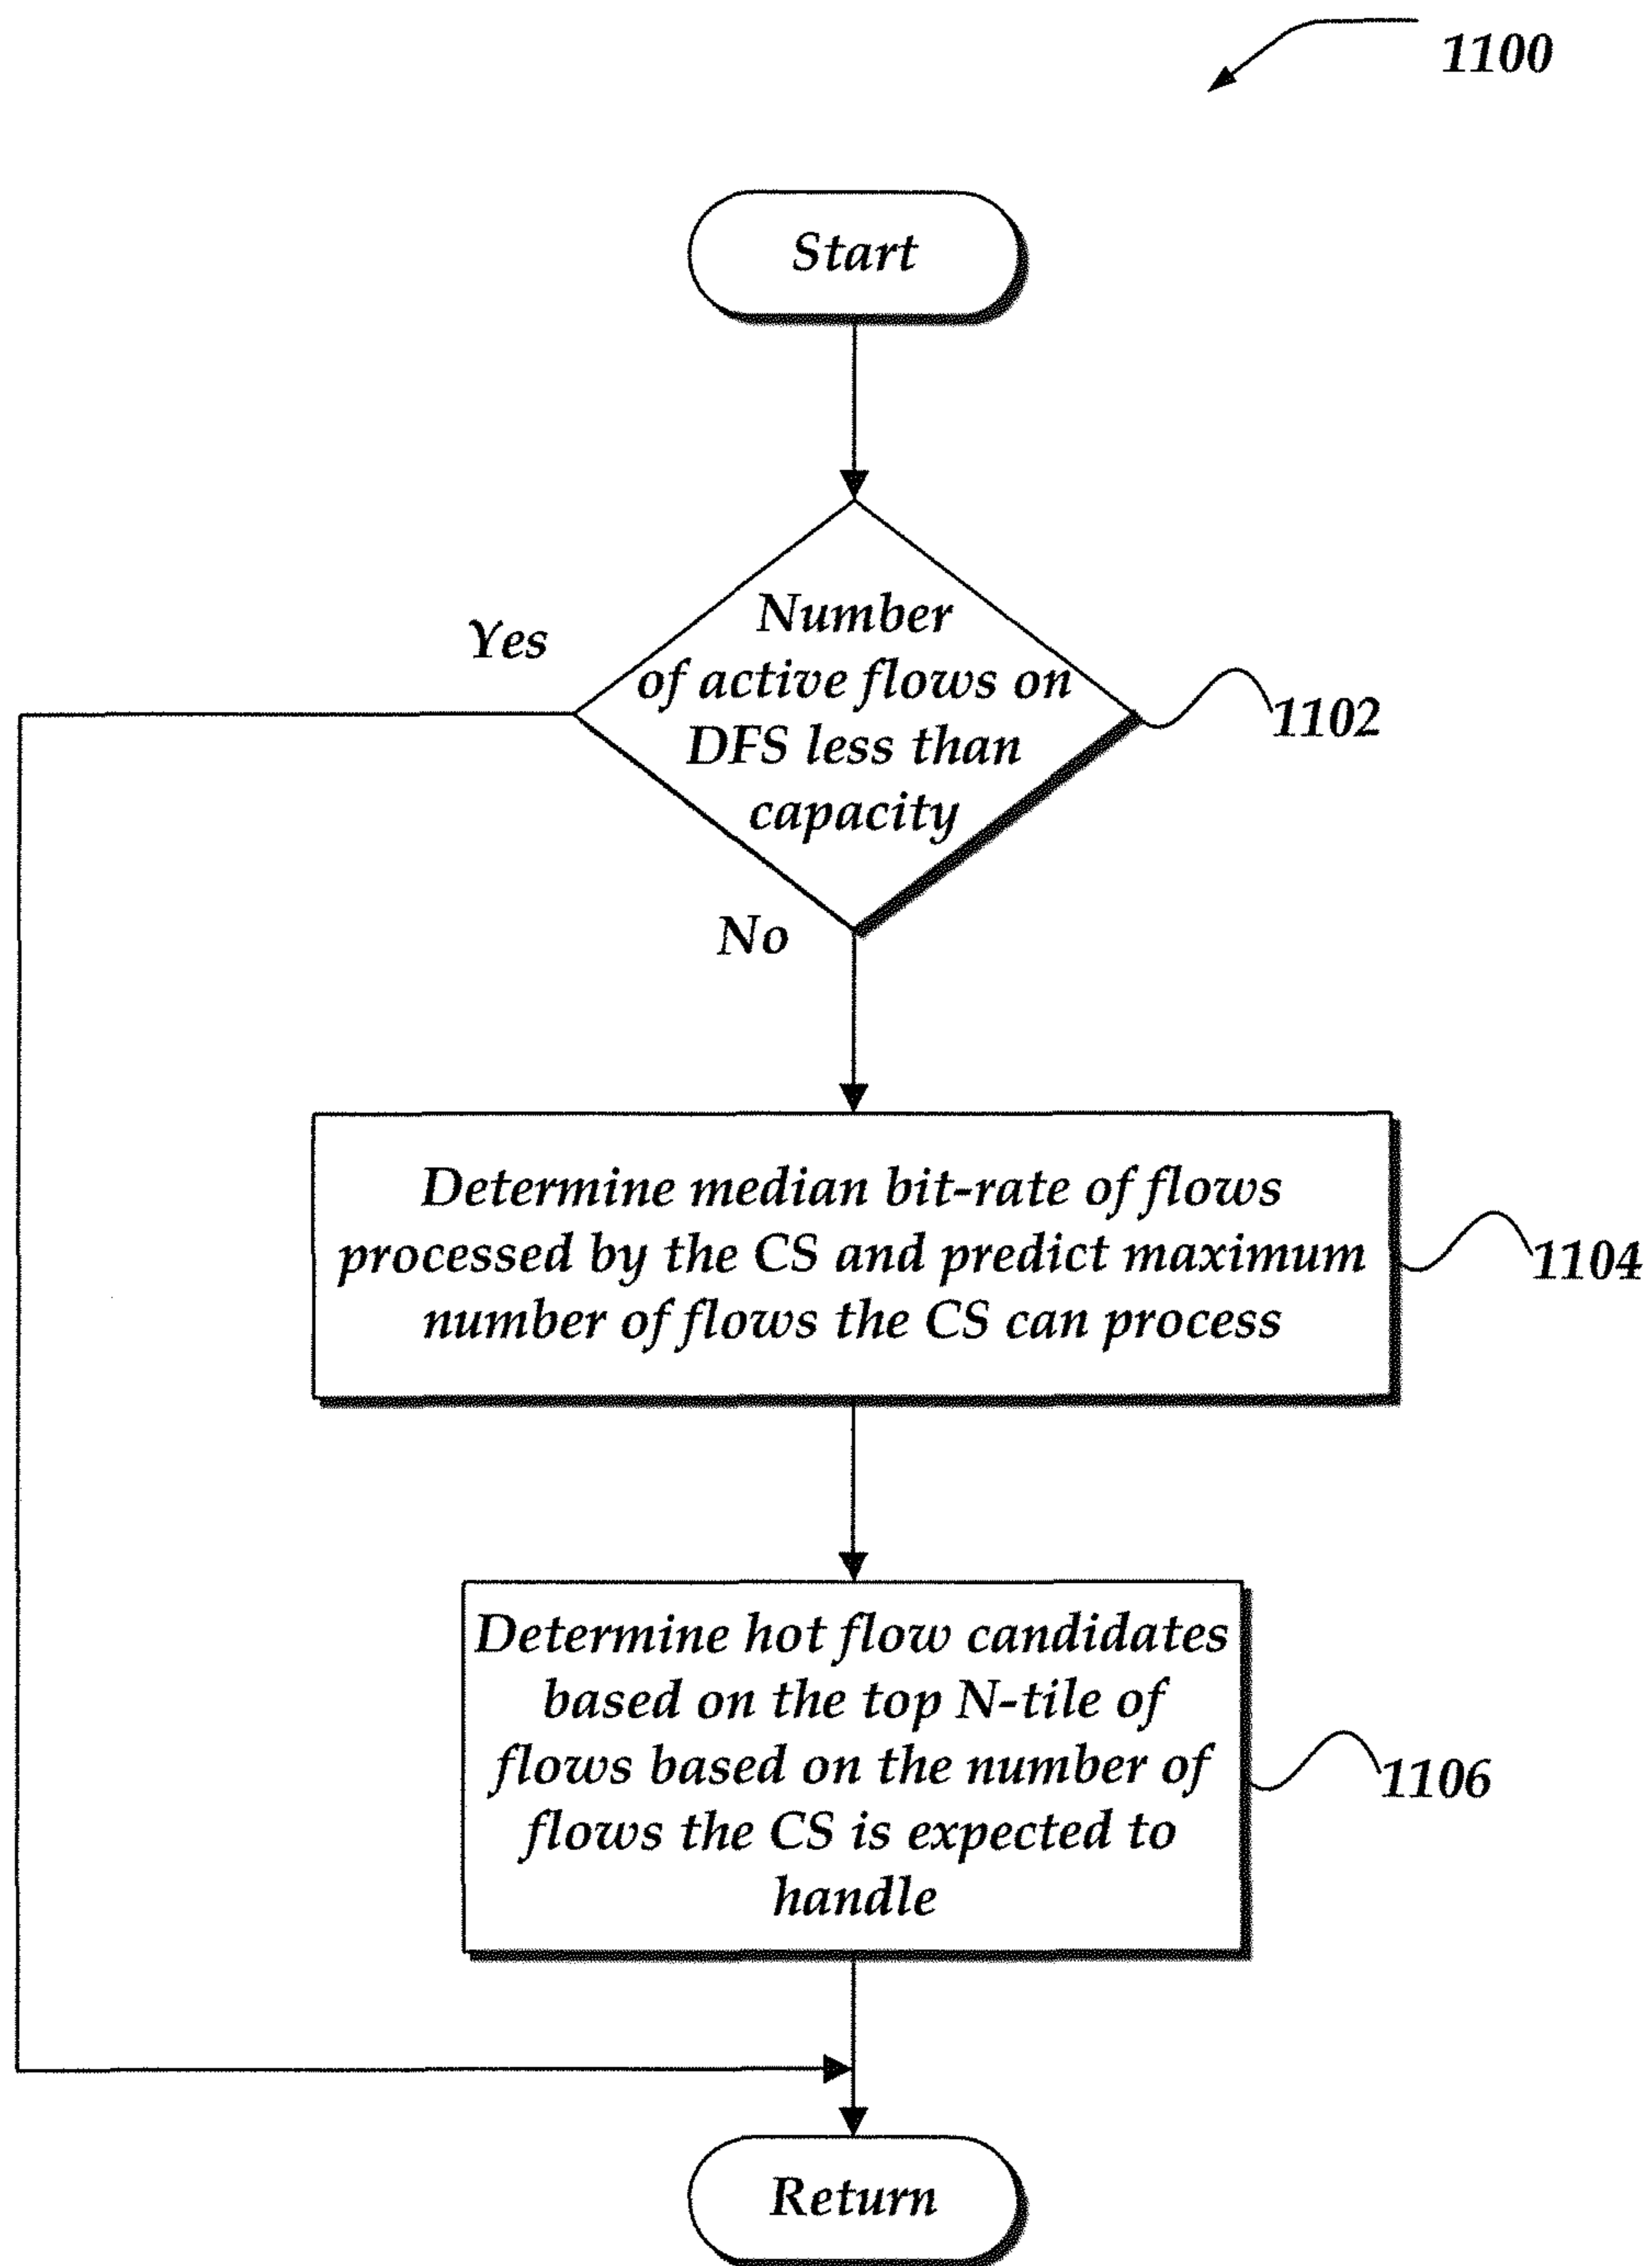 1100
Start
Number
of active flows on
DFS less than
capacity
Yes
1102
No
Determine median bit-rate of flows
processed by the CS and predict maximum
number of flows the CS can process
1104
Determine hot flow candidates
based on the top N-tile of
flows based on the number of
flows the CS is expected to
handle
1106
Return